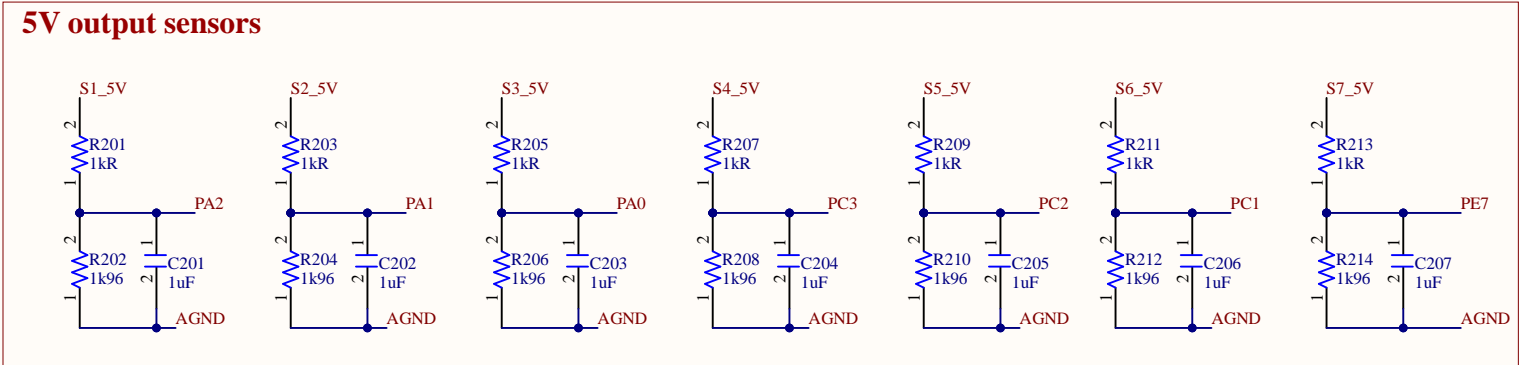 5V output sensors
S1_5V
2
R201
1kR
1
PA2
2
R202
1k96
1
1
C201
2
1uF
AGND
S2_5V
2
R203
1kR
1
PA1
2
R204
1k96
1
1
C202
2
1uF
AGND
S3_5V
2
R205
1kR
1
PA0
2
R206
1k96
1
1
C203
2
1uF
AGND
S4_5V
2
R207
1kR
1
PC3
2
R208
1k96
1
1
C204
2
1uF
AGND
S5_5V
2
R209
1kR
1
PC2
2
R210
1k96
1
1
C205
2
1uF
AGND
S6_5V
2
R211
1kR
1
PC1
2
R212
1k96
1
1
C206
2
1uF
AGND
S7_5V
2
R213
1kR
1
PE7
2
R214
1k96
1
1
C207
2
1uF
AGND